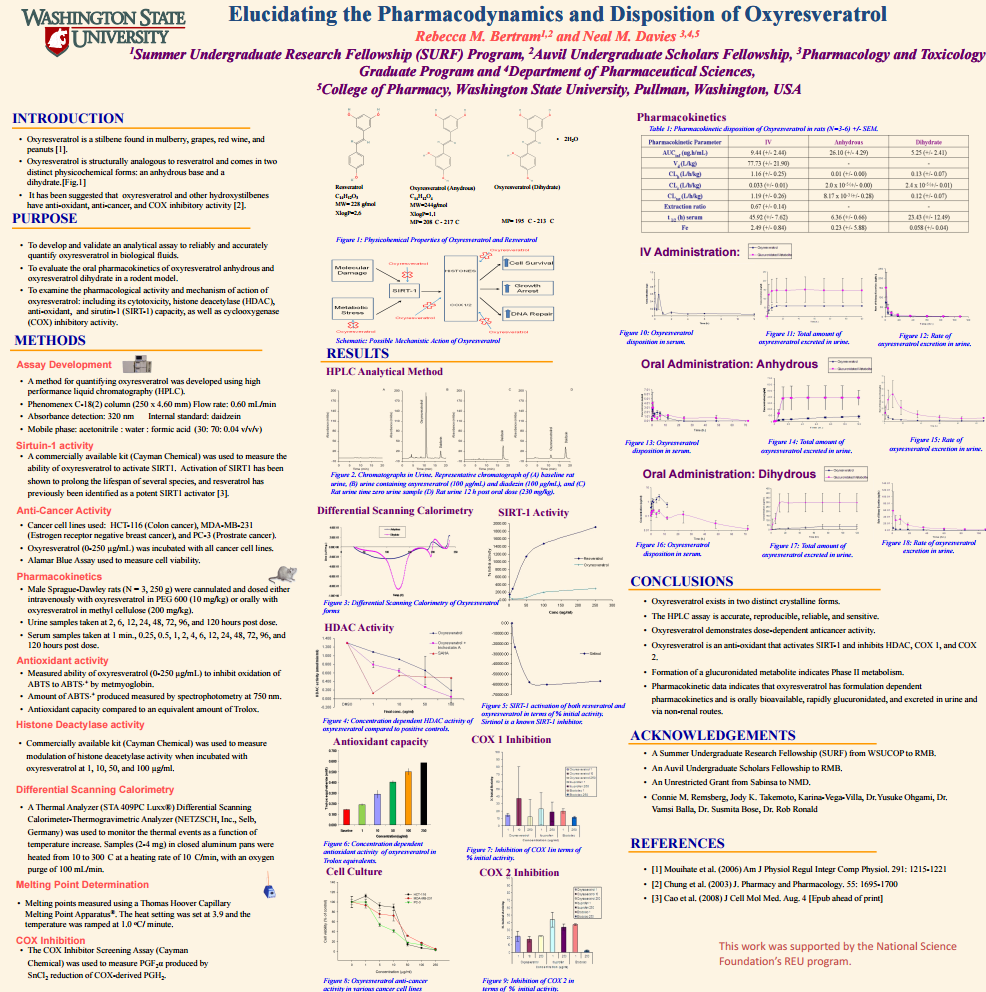 WASHINGTON STATE
UNIVERSITY
Elucidating the Pharmacodynamics and Disposition of Oxyresveratrol
Rebecca M. Bertram1,2 and Neal M. Davies 3,4,5
1Summer Undergraduate Research Fellowship (SURF) Program, 2Auvil Undergraduate Scholars Fellowship, 3Pharmacology and Toxicology
Graduate Program and 4Department of Pharmaceutical Sciences,
5College of Pharmacy, Washington State University, Pullman, Washington, USA
INTRODUCTION
• Oxyresveratrol is a stilbene found in mulberry, grapes, red wine, and
peanuts [1].
• Oxyresveratrol is structurally analogous to resveratrol and comes in two
distinct physicochemical forms: an anhydrous base and a
dihydrate.[Fig.1]
• It has been suggested that oxyresveratrol and other hydroxystilbenes
have anti-oxidant, anti-cancer, and COX inhibitory activity [2].
PURPOSE
• To develop and validate an analytical assay to reliably and accurately
quantify oxyresveratrol in biological fluids.
• To evaluate the oral pharmacokinetics of oxyresveratrol anhydrous and
oxyresveratrol dihydrate in a rodent model.
• To examine the pharmacological activity and mechanism of action of
oxyresveratrol: including its cytotoxicity, histone deacetylase (HDAC),
anti-oxidant, and sirutin-1 (SIRT-1) capacity, as well as cyclooxygenase
(COX) inhibitory activity.
METHODS
Assay Development
• A method for quantifying oxyresveratrol was developed using high
performance liquid chromatography (HPLC).
• Phenomenex C-18(2) column (250 x 4.60 mm) Flow rate: 0.60 mL/min
• Absorbance detection: 320 nm Internal standard: daidzein
• Mobile phase: acetonitrile : water : formic acid (30: 70: 0.04 v/v/v)
Sirtuin-1 activity
• A commercially available kit (Cayman Chemical) was used to measure the
ability of oxyresveratrol to activate SIRT1. Activation of SIRT1 has been
shown to prolong the lifespan of several species, and resveratrol has
previously been identified as a potent SIRT1 activator [3].
Anti-Cancer Activity
• Cancer cell lines used: HCT-116 (Colon cancer), MDA-MB-231
(Estrogen receptor negative breast cancer), and PC-3 (Prostrate cancer).
• Oxyresveratrol (0-250 µg/mL) was incubated with all cancer cell lines.
• Alamar Blue Assay used to measure cell viability.
Pharmacokinetics
• Male Sprague-Dawley rats (N = 3, 250 g) were cannulated and dosed either
intravenously with oxyresveratrol in PEG 600 (10 mg/kg) or orally with
oxyresveratrol in methyl cellulose (200 mg/kg).
• Urine samples taken at 2, 6, 12, 24, 48, 72, 96, and 120 hours post dose.
• Serum samples taken at 1 min., 0.25, 0.5, 1, 2, 4, 6, 12, 24, 48, 72, 96, and
120 hours post dose.
Antioxidant activity
• Measured ability of oxyresveratrol (0-250 µg/mL) to inhibit oxidation of
ABTS to ABTS·+ by metmyoglobin.
• Amount of ABTS·+ produced measured by spectrophotometry at 750 nm.
• Antioxidant capacity compared to an equivalent amount of Trolox.
Histone Deactylase activity
• Commercially available kit (Cayman Chemical) was used to measure
modulation of histone deacetylase activity when incubated with
oxyresveratrol at 1, 10, 50, and 100 µg/ml.
Differential Scanning Calorimetry
• A Thermal Analyzer (STA 409PC Luxx®) Differential Scanning
Calorimeter-Thermogravimetric Analyzer (NETZSCH, Inc., Selb,
Germany) was used to monitor the thermal events as a function of
temperature increase. Samples (2-4 mg) in closed aluminum pans were
heated from 10 to 300 C at a heating rate of 10 C/min, with an oxygen
purge of 100 mL/min.
Melting Point Determination
• Melting points measured using a Thomas Hoover Capillary
Melting Point Apparatus®. The heat setting was set at 3.9 and the
temperature was ramped at 1.0 ºC/ minute.
COX Inhibition
• The COX Inhibitor Screening Assay (Cayman
Chemical) was used to measure PGF2α produced by
SnCl2 reduction of COX-derived PGH2.
• 2H2O
Resveratrol
C14H12O3
MW= 228 g/mol
XlogP=2.6
Oxyresveratrol (Anydrous)
C14H12O4
MW=244g/mol
XlogP=1.1
MP= 208 C - 217 C
Oxyresveratrol (Dihydrate)
MP= 195 C - 213 C
Figure 1: Physicohemical Properties of Oxyresveratrol and Resveratrol
Molecular
Damage
Metabolic
Stress
Oxyresveratrol
SIRT-1
HISTONES
COX1/2
Cell Survival
Growth
Arrest
DNA Repair
Schematic: Possible Mechanistic Action of Oxyresveratrol
RESULTS
HPLC Analytical Method
Figure 2. Chromatographs in Urine. Representative chromatograph of (A) baseline rat
urine, (B) urine containing oxyresveratrol (100 µg/mL) and diadzein (100 µg/mL), and (C)
Rat urine time zero urine sample (D) Rat urine 12 h post oral dose (230 mg/kg).
Differential Scanning Calorimetry
Figure 3: Differential Scanning Calorimetry of Oxyresveratrol
forms
SIRT-1 Activity
Resveratrol
Oxyresveratrol
Conc (ug/ml)
Sirtinol
Figure 5: SIRT-1 activation of both resveratrol and
oxyresveratrol in terms of % initial activity.
Sirtinol is a known SIRT-1 inhibitor.
HDAC Activity
Oxyresveratrol
Oxyresveratrol +
trichostatin A
SAHA
Figure 4: Concentration dependent HDAC activity of
oxyresveratrol compared to positive controls.
Antioxidant capacity
Figure 6: Concentration dependent
antioxidant activity of oxyresveratrol in
Trolox equivalents.
COX 1 Inhibition
Figure 7: Inhibition of COX 1in terms of
% initial activity.
Cell Culture
Concentration (µg/ml)
Figure 8: Oxyresveratrol anti-cancer
activity in various cancer cell lines
COX 2 Inhibition
Figure 9: Inhibition of COX 2 in
terms of % initial activity.
Pharmacokinetics
Table 1: Pharmacokinetic disposition of Oxyresveratrol in rats (N=3-6) +/- SEM.
Pharmacokinetic Parameter IV Anhydrous Dihydrate
AUCinf (ug.h/mL) 9.44 (+/- 2.44) 26.10 (+/- 4.29) 5.25 (+/- 2.41)
Vd (L/kg) 77.73 (+/- 21.90) - -
CLh (L/h/kg) 1.16 (+/- 0.25) 0.01 (+/- 0.00) 0.13 (+/- 0.07)
CLr (L/h/kg) 0.033 (+/- 0.01) 2.0 x 10-5(+/- 0.00) 2.4 x 10-3(+/- 0.01)
CLtot (L/h/kg) 1.19 (+/- 0.26) 8.17 x 10-3 (+/- 0.28) 0.12 (+/- 0.07)
Extraction ratio 0.67 (+/- 0.14) - -
t 1/2 (h) serum 45.92 (+/- 7.62) 6.36 (+/- 0.66) 23.43 (+/- 12.49)
Fe 2.49 (+/- 0.84) 0.23 (+/- 5.88) 0.058 (+/- 0.04)
IV Administration:
Figure 10: Oxyresveratrol
disposition in serum.
Figure 11: Total amount of
oxyresveratrol excreted in urine.
Figure 12: Rate of
oxyresveratrol excretion in urine.
Oral Administration: Anhydrous
Figure 13: Oxyresveratrol
disposition in serum.
Figure 14: Total amount of
oxyresveratrol excreted in urine.
Figure 15: Rate of
oxyresveratrol excretion in urine.
Oral Administration: Dihydrous
Figure 16: Oxyresveratrol
disposition in serum.
Figure 17: Total amount of
oxyresveratrol excreted in urine.
Figure 18: Rate of oxyresveratrol
excretion in urine.
CONCLUSIONS
• Oxyresveratrol exists in two distinct crystalline forms.
• The HPLC assay is accurate, reproducible, reliable, and sensitive.
• Oxyresveratrol demonstrates dose-dependent anticancer activity.
• Oxyresveratrol is an anti-oxidant that activates SIRT-1 and inhibits HDAC, COX 1, and COX
2.
• Formation of a glucuronidated metabolite indicates Phase II metabolism.
• Pharmacokinetic data indicates that oxyresveratrol has formulation dependent
pharmacokinetics and is orally bioavailable, rapidly glucuronidated, and excreted in urine and
via non-renal routes.
ACKNOWLEDGEMENTS
• A Summer Undergraduate Research Fellowship (SURF) from WSUCOP to RMB.
• An Auvil Undergraduate Scholars Fellowship to RMB.
• An Unrestricted Grant from Sabinsa to NMD.
• Connie M. Remsberg, Jody K. Takemoto, Karina-Vega-Villa, Dr.Yusuke Ohgami, Dr.
Yamsi Balla, Dr. Susmita Bose, Dr. Rob Ronald
REFERENCES
• [1] Mouihate et al. (2006) Am J Physiol Regul Integr Comp Physiol. 291: 1215-1221
• [2] Chung et al. (2003) J. Pharmacy and Pharmacology, 55: 1695-1700
• [3] Cao et al. (2008) J Cell Mol Med. Aug. 4 [Epub ahead of print]
This work was supported by the National Science
Foundation's REU program.